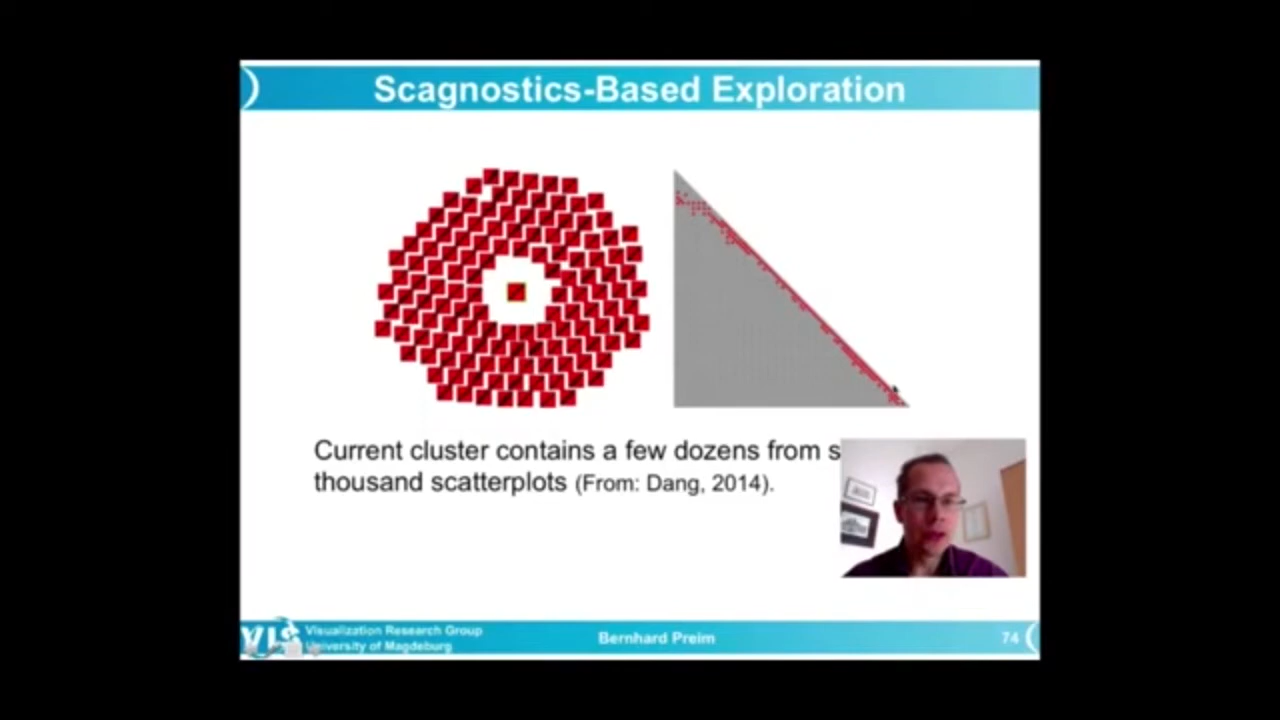 Scagnostics-Based Exploration
Current cluster contains a few dozens from s
thousand scatterplots (From: Dang, 2014).
VIS
Visualization Research Group
University of Magdeburg
Bernhard Preim
74